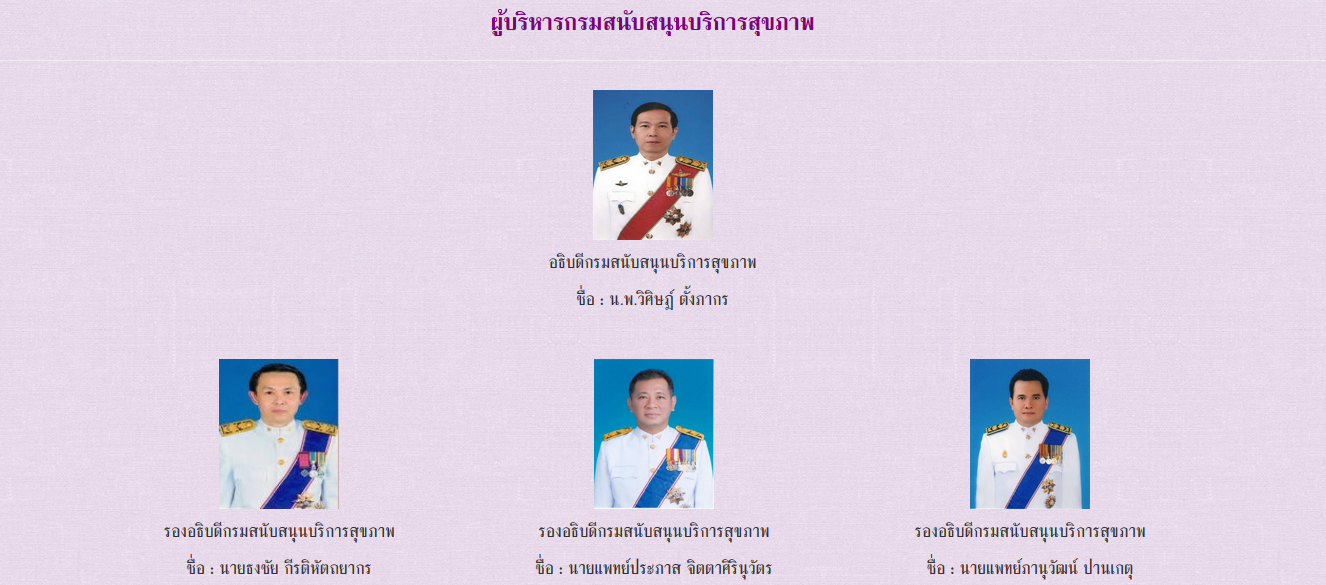 ผู้บริหารกรมสนับสนุนบริการสุขภาพ
อธิบดีกรมสนับสนุนบริการสุขภาพ
ชื่อ : น.พ.วิศิษฎ์ ตั้งภากร
รองอธิบดีกรมสนับสนุนบริการสุขภาพ รองอธิบดีกรมสนับสนุนบริการสุขภาพ รองอธิบดีกรมสนับสนุนบริการสุขภาพ
ชื่อ : นายธงชัย กีรติหัตถยากร ชื่อ : นายแพทย์ประภาส จิตตาศิรินุวัตร ชื่อ : นายแพทย์ภานุวัฒน์ ปานเกตุ